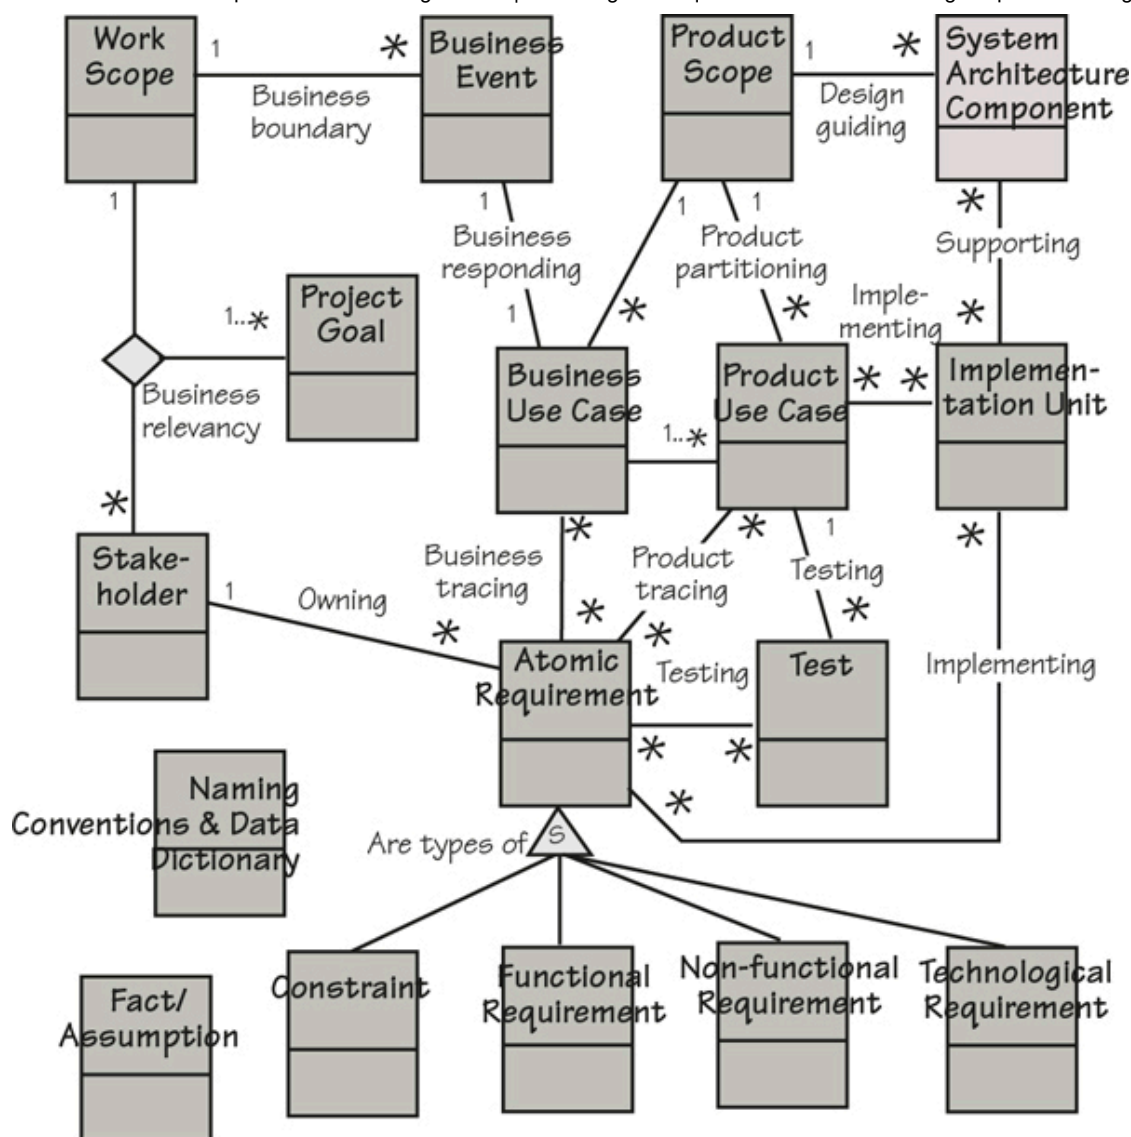 Work
Scope
1
*
Business
boundary
Business
Event
Product
Scope
1
*
Design
guiding
System
Architecture
Component
1
1
Business
responding
1
1
*
1
Product
partitioning
*
*
Supporting
*
Project
Goal
1..*
Business
relevancy
*
Imple-
menting
Business
Use Case
1..*
Product
Use Case
*
*
Implemen-
tation Unit
Stake-
holder
1
Owning
*
*
Business
tracing
*
*
Product
tracing
*
1
Testing
*
*
Implementing
Atomic
Requirement
Testing
*
*
Test
*
Naming
Conventions & Data
Dictionary
Are types of
S
Fact/
Assumption
Constraint
Functional
Requirement
Non-functional
Requirement
Technological
Requirement